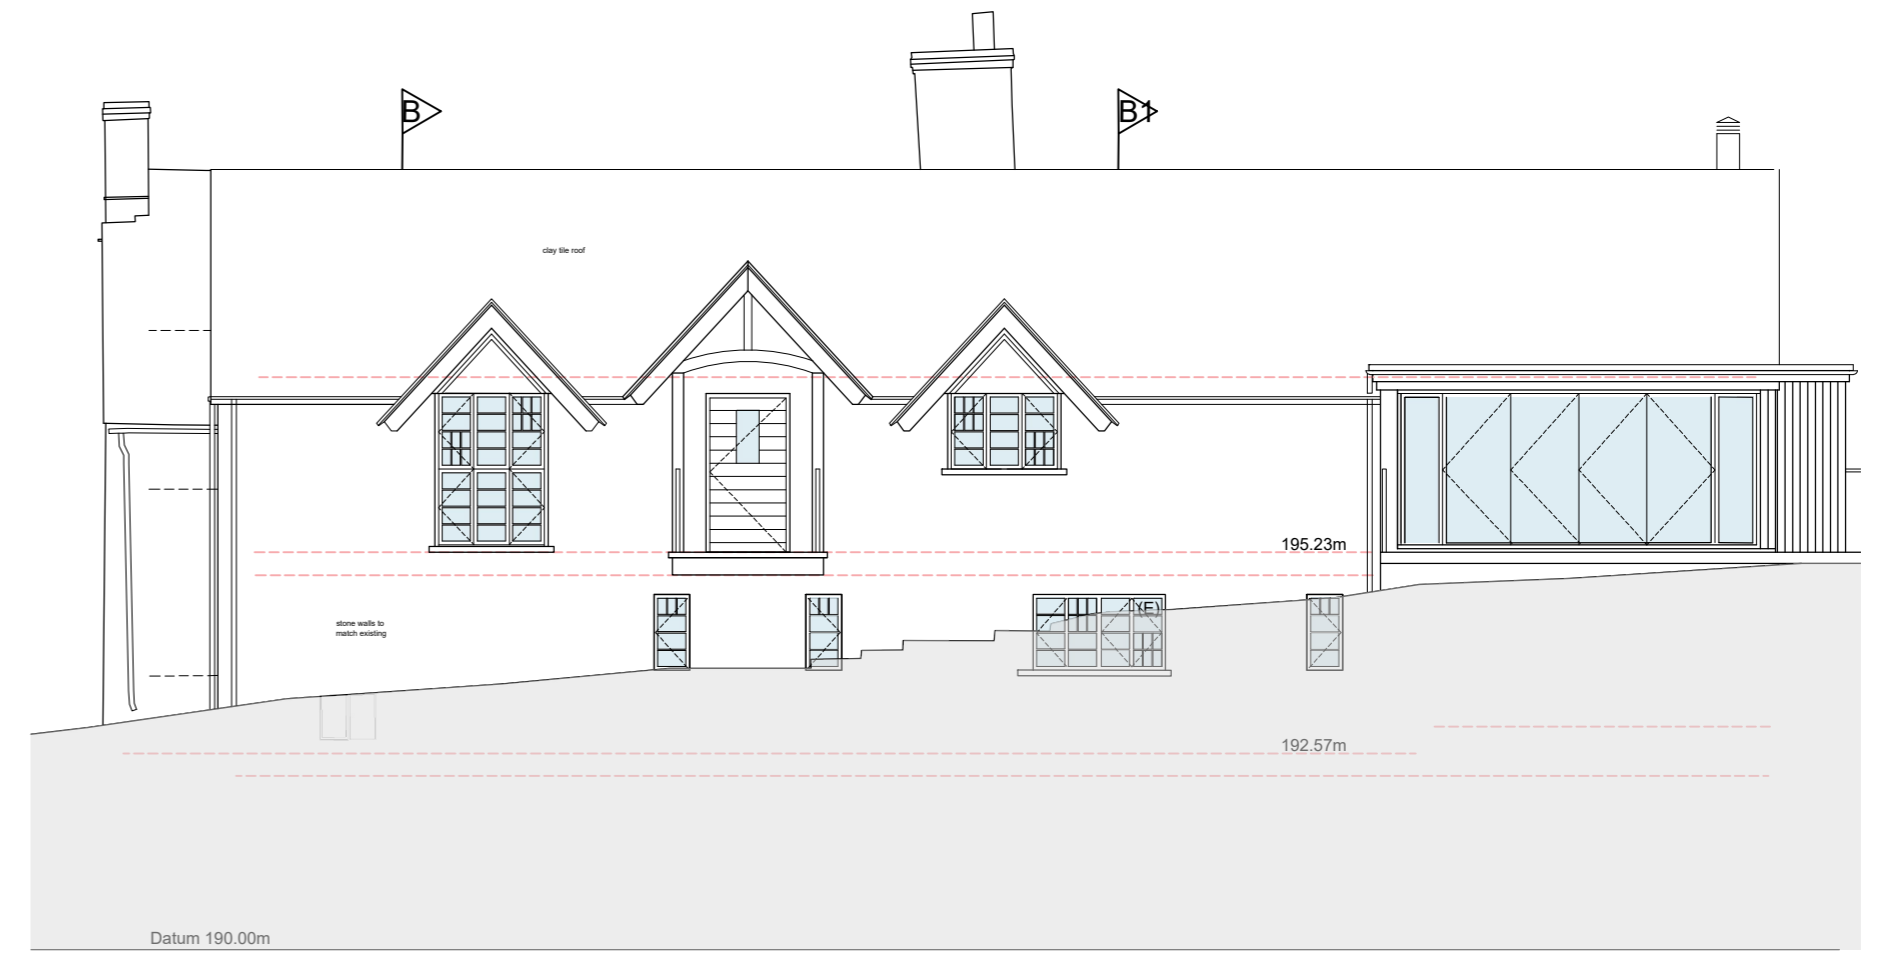 B
B1
clay tile roof
195.23m
(E)
stone walls to
match existing
192.57m
Datum 190.00m